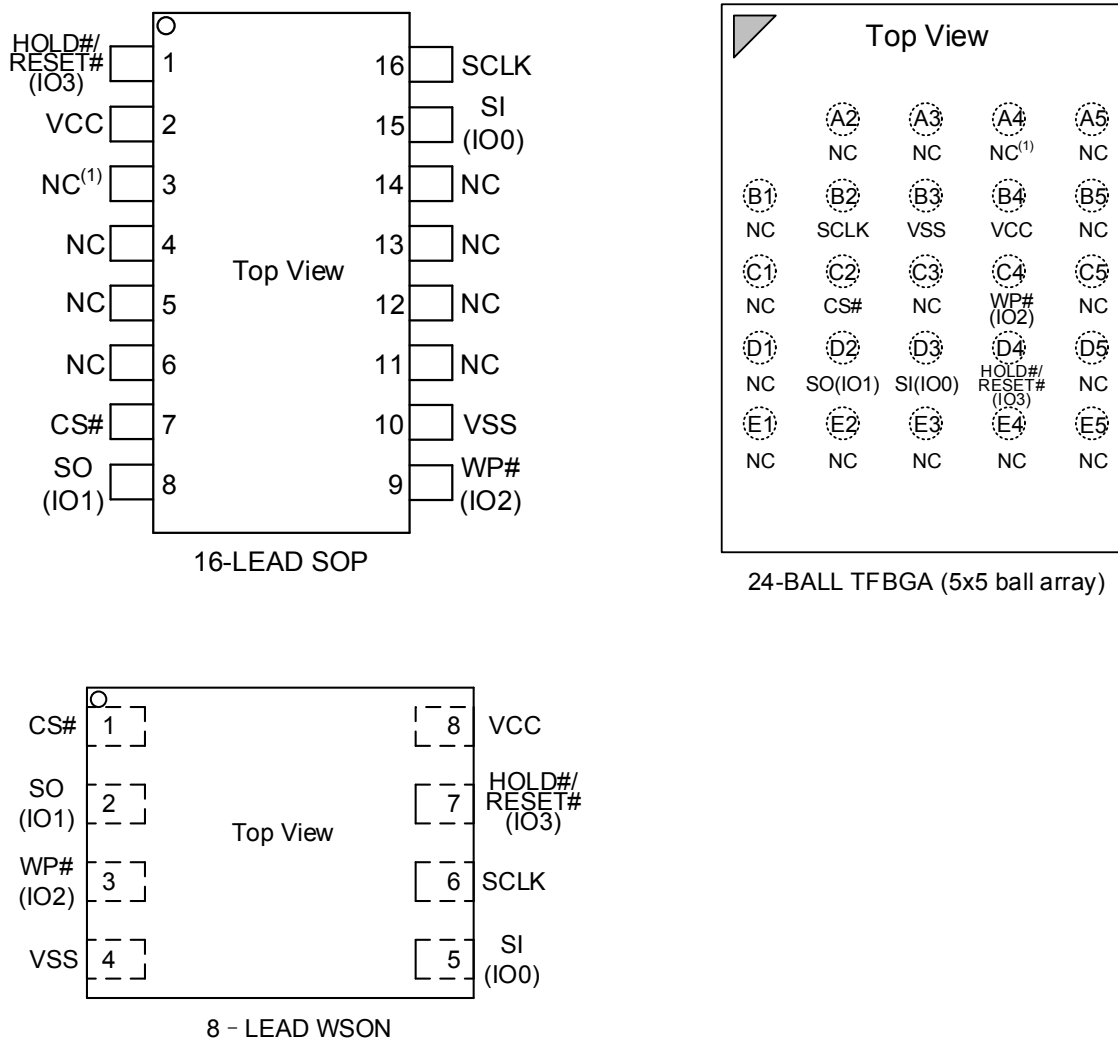 HOLD#/
RESET#
(IO3)
1
16
SCLK
VCC
2
15
SI
(IO0)
NC(1)
3
14
NC
NC
4
13
NC
Top View
NC
5
12
NC
NC
6
11
NC
CS#
7
10
VSS
SO
(IO1)
8
9
WP#
(IO2)
16-LEAD SOP
Top View
A2 A3 A4 A5
NC NC NC(1) NC
B1 B2 B3 B4 B5
NC SCLK VSS VCC NC
C1 C2 C3 C4 C5
NC CS# NC WP# (IO2) NC
D1 D2 D3 D4 D5
NC SO(IO1) SI(IO0) HOLD#/ RESET# (IO3) NC
E1 E2 E3 E4 E5
NC NC NC NC NC
24-BALL TFBGA (5x5 ball array)
CS#
1
8
VCC
SO
(IO1)
2
7
HOLD#/
RESET#
(IO3)
Top View
WP#
(IO2)
3
6
SCLK
VSS
4
5
SI
(IO0)
8 – LEAD WSON